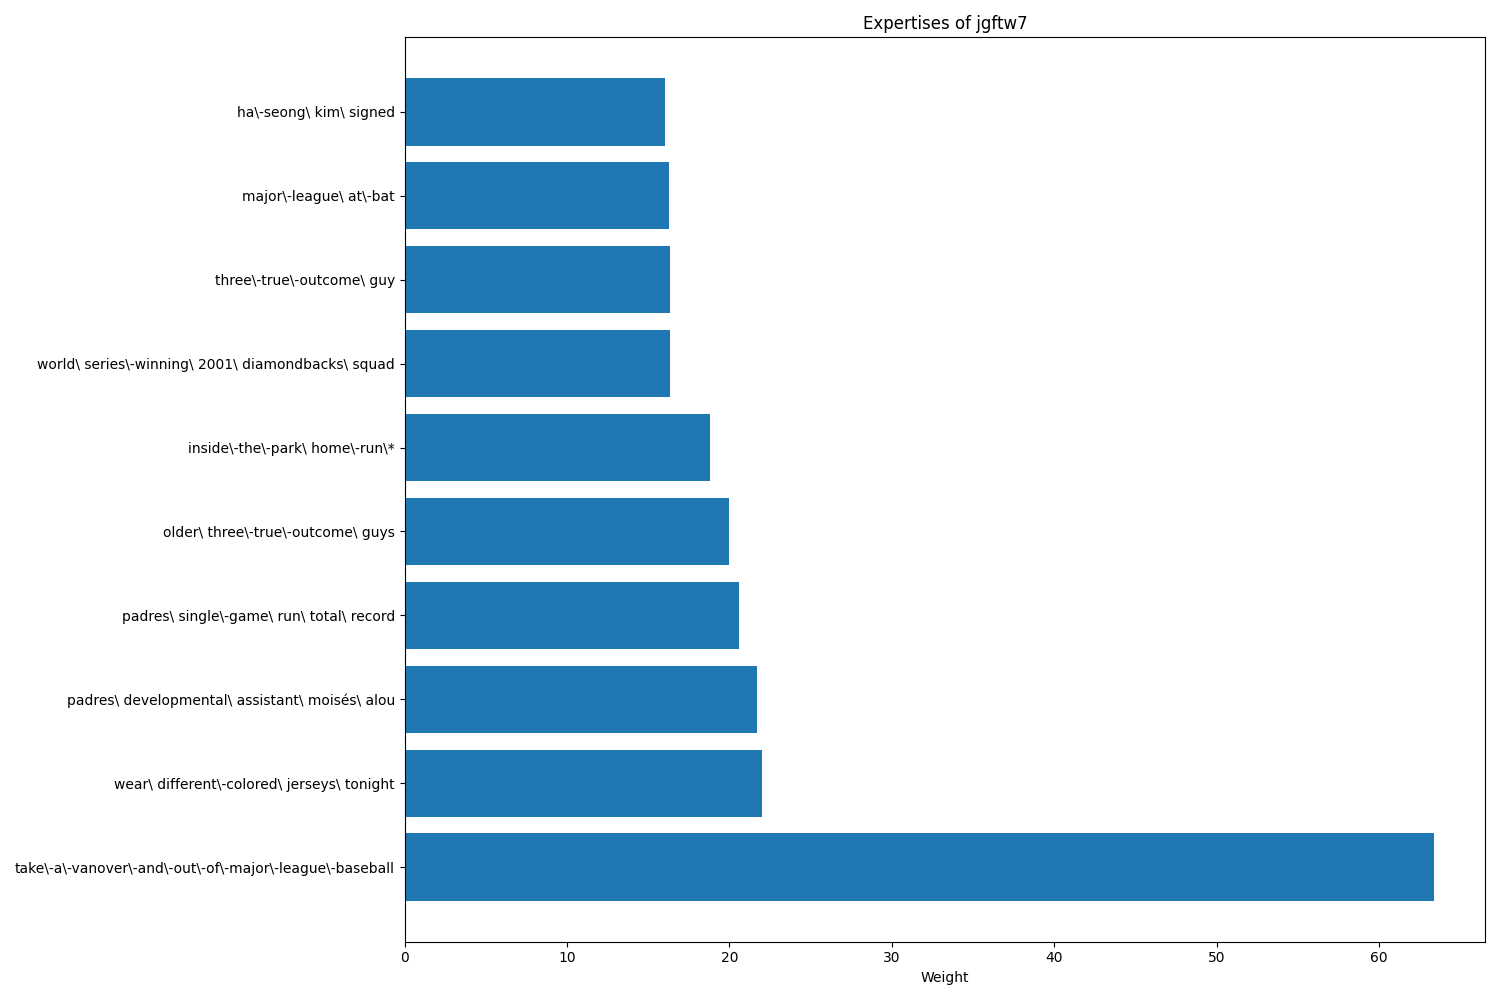 Expertises of jgftw7
ha\-seong\ kim\ signed
major\-league\ at\-bat
three\-true\-outcome\ guy
world\ series\-winning\ 2001\ diamondbacks\ squad
inside\-the\-park\ home\-run\*
older\ three\-true\-outcome\ guys
padres\ single\-game\ run\ total\ record
padres\ developmental\ assistant\ moisés\ alou
wear\ different\-colored\ jerseys\ tonight
take\-a\-vanover\-and\-out\-of\-major\-league\-baseball
0 10 20 30 40 50 60
Weight